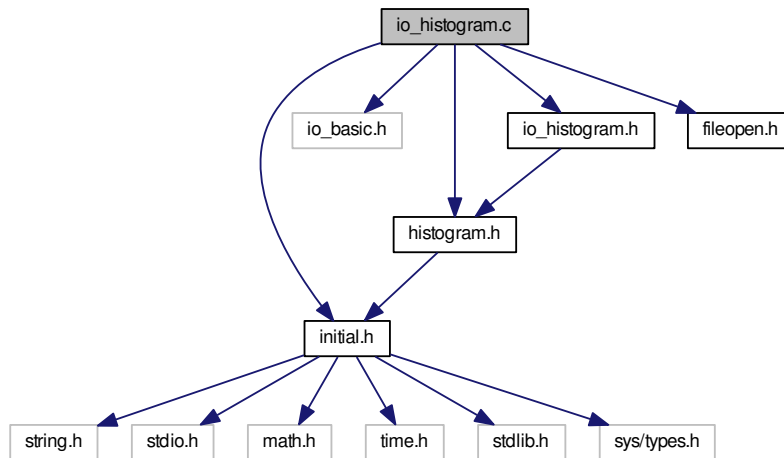 io_histogram.c
io_basic.h
io_histogram.h
fileopen.h
histogram.h
initial.h
string.h
stdio.h
math.h
time.h
stdlib.h
sys/types.h